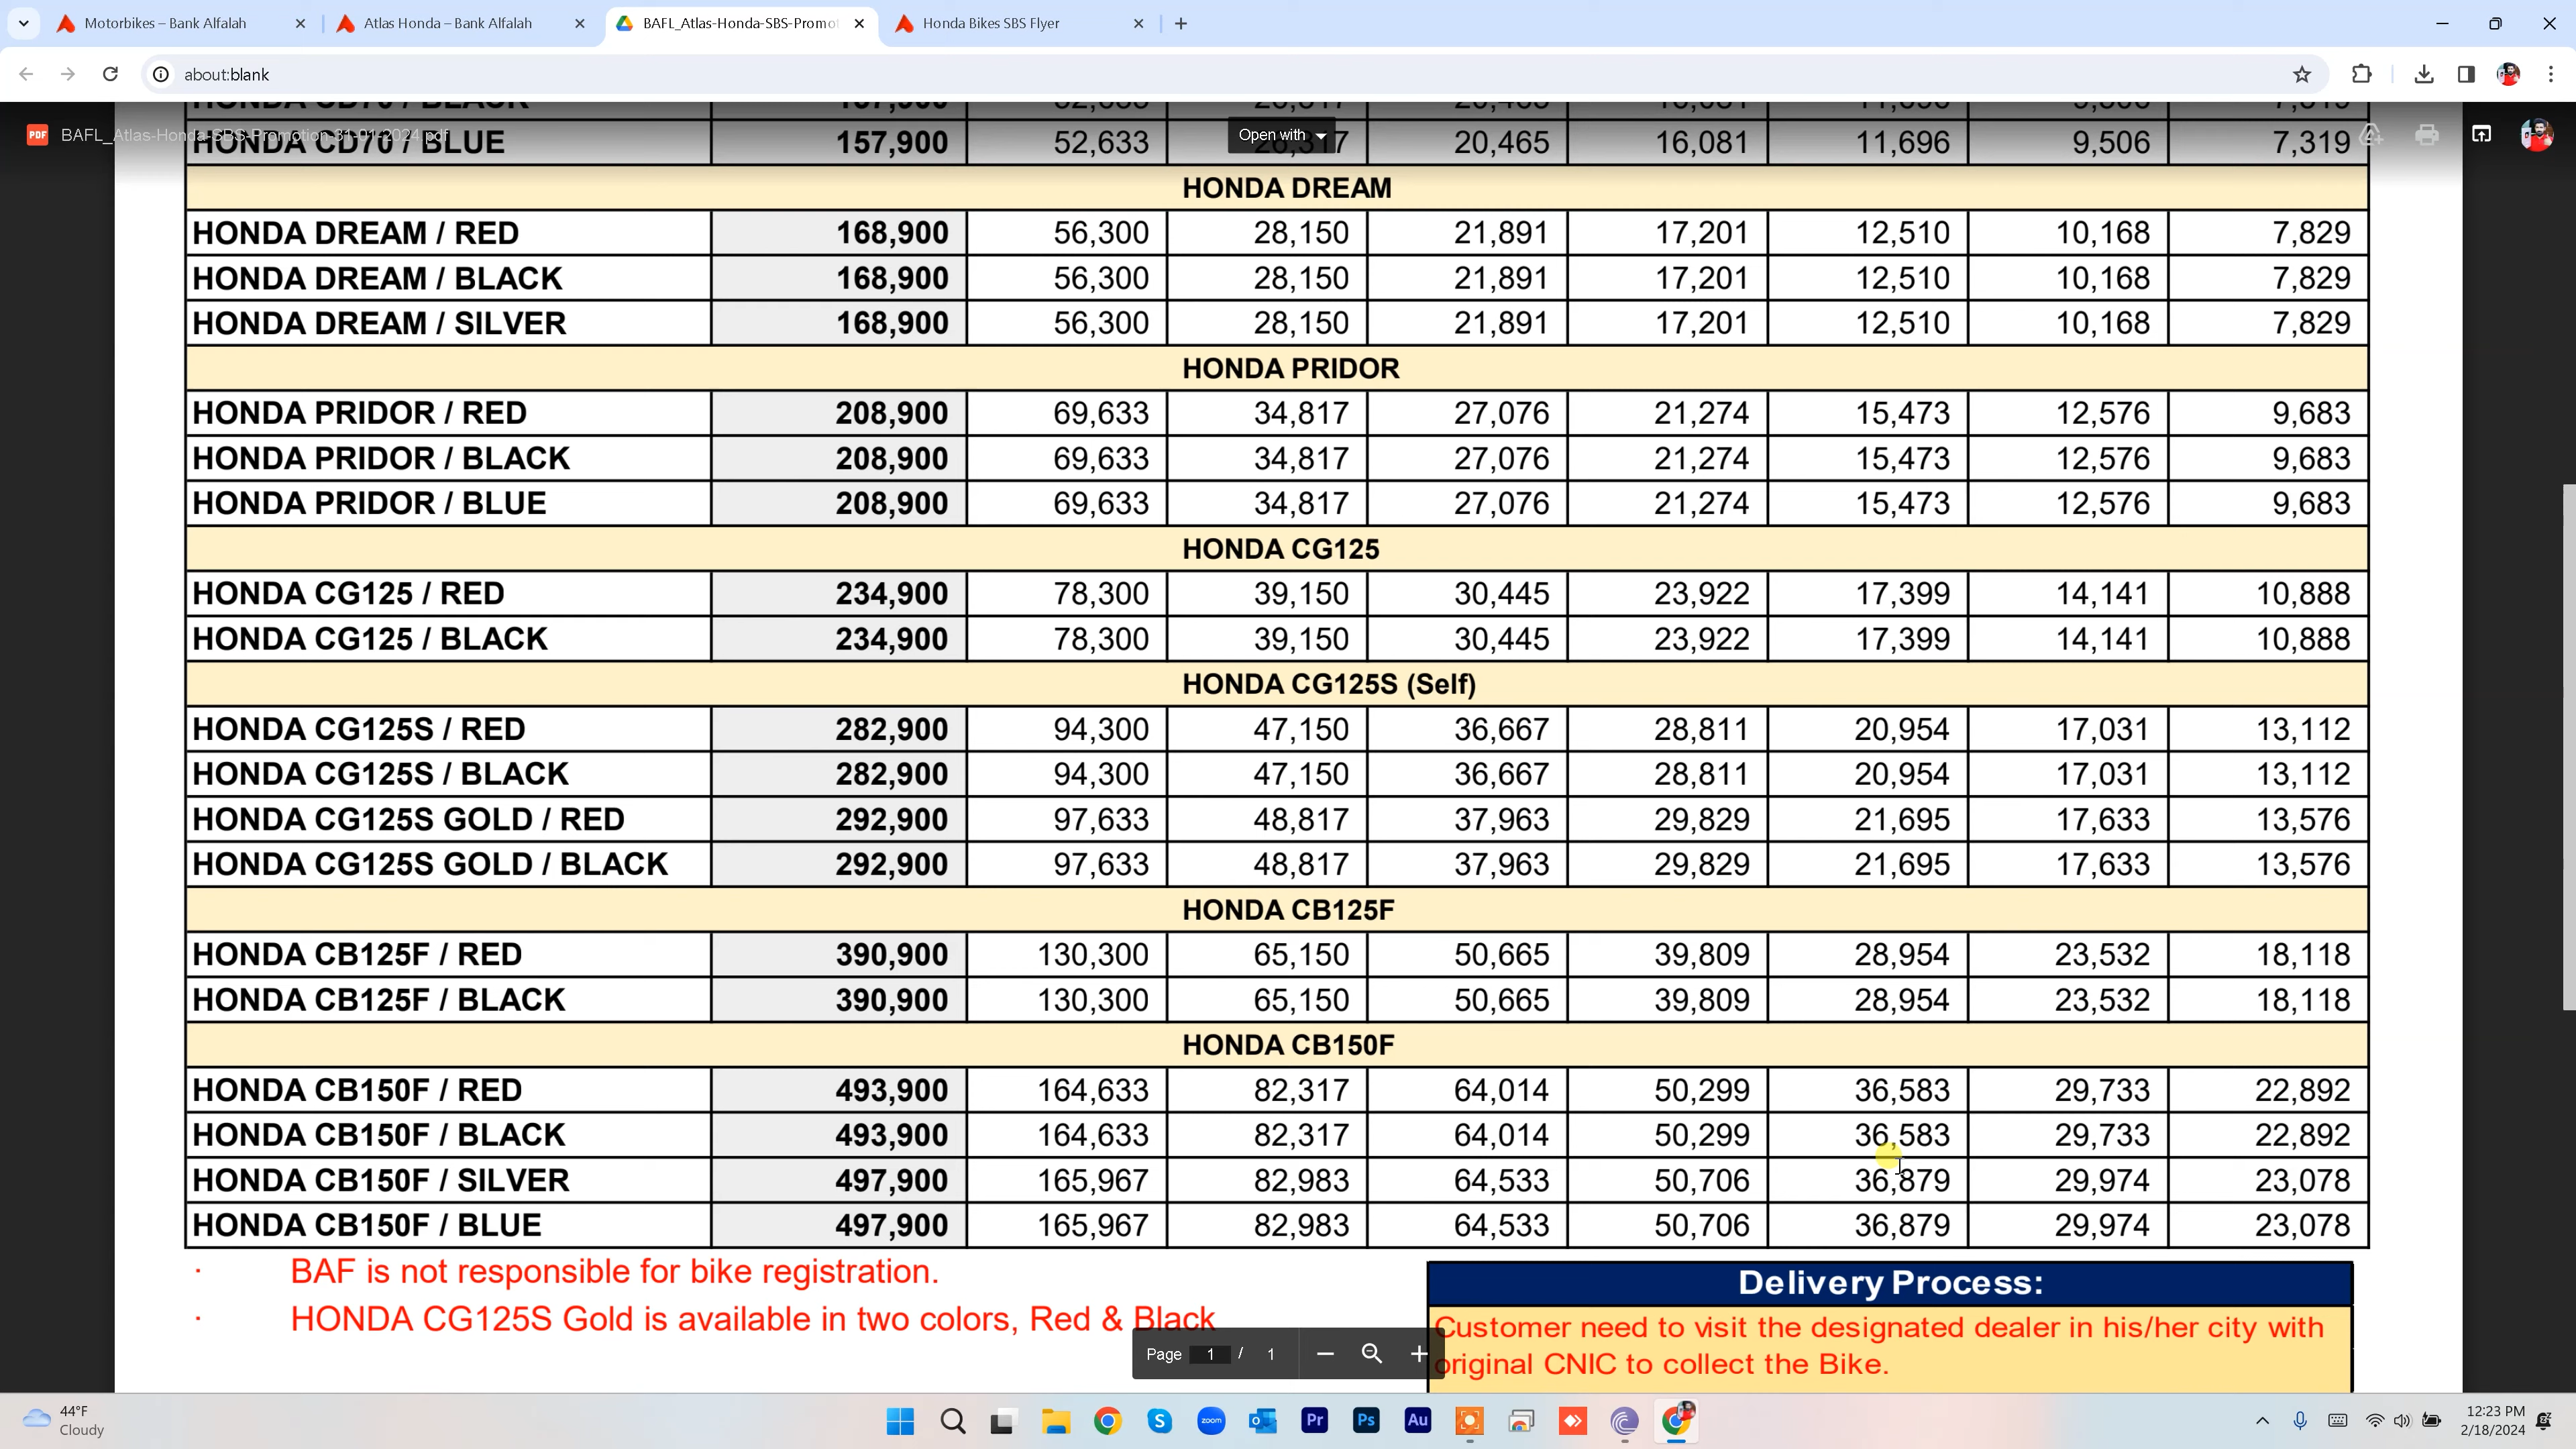 Motorbikes – Bank Alfalah
Atlas Honda – Bank Alfalah
BAFL_Atlas-Honda-SBS-Promo
Honda Bikes SBS Flyer
about:blank
BAFL_Atlas-Honda-SBS-Promotion-31-01-2024.pdf
Open with
HONDA CD70 / BLUE 157,900 52,633 26,317 20,465 16,081 11,696 9,506 7,319
HONDA DREAM
HONDA DREAM / RED 168,900 56,300 28,150 21,891 17,201 12,510 10,168 7,829
HONDA DREAM / BLACK 168,900 56,300 28,150 21,891 17,201 12,510 10,168 7,829
HONDA DREAM / SILVER 168,900 56,300 28,150 21,891 17,201 12,510 10,168 7,829
HONDA PRIDOR
HONDA PRIDOR / RED 208,900 69,633 34,817 27,076 21,274 15,473 12,576 9,683
HONDA PRIDOR / BLACK 208,900 69,633 34,817 27,076 21,274 15,473 12,576 9,683
HONDA PRIDOR / BLUE 208,900 69,633 34,817 27,076 21,274 15,473 12,576 9,683
HONDA CG125
HONDA CG125 / RED 234,900 78,300 39,150 30,445 23,922 17,399 14,141 10,888
HONDA CG125 / BLACK 234,900 78,300 39,150 30,445 23,922 17,399 14,141 10,888
HONDA CG125S (Self)
HONDA CG125S / RED 282,900 94,300 47,150 36,667 28,811 20,954 17,031 13,112
HONDA CG125S / BLACK 282,900 94,300 47,150 36,667 28,811 20,954 17,031 13,112
HONDA CG125S GOLD / RED 292,900 97,633 48,817 37,963 29,829 21,695 17,633 13,576
HONDA CG125S GOLD / BLACK 292,900 97,633 48,817 37,963 29,829 21,695 17,633 13,576
HONDA CB125F
HONDA CB125F / RED 390,900 130,300 65,150 50,665 39,809 28,954 23,532 18,118
HONDA CB125F / BLACK 390,900 130,300 65,150 50,665 39,809 28,954 23,532 18,118
HONDA CB150F
HONDA CB150F / RED 493,900 164,633 82,317 64,014 50,299 36,583 29,733 22,892
HONDA CB150F / BLACK 493,900 164,633 82,317 64,014 50,299 36,583 29,733 22,892
HONDA CB150F / SILVER 497,900 165,967 82,983 64,533 50,706 36,879 29,974 23,078
HONDA CB150F / BLUE 497,900 165,967 82,983 64,533 50,706 36,879 29,974 23,078
· BAF is not responsible for bike registration.
· HONDA CG125S Gold is available in two colors, Red & Black
Delivery Process:
Customer need to visit the designated dealer in his/her city with
original CNIC to collect the Bike.
Page 1 / 1
44°F
Cloudy
zoom
Pr
Ps
Au
12:23 PM
2/18/2024